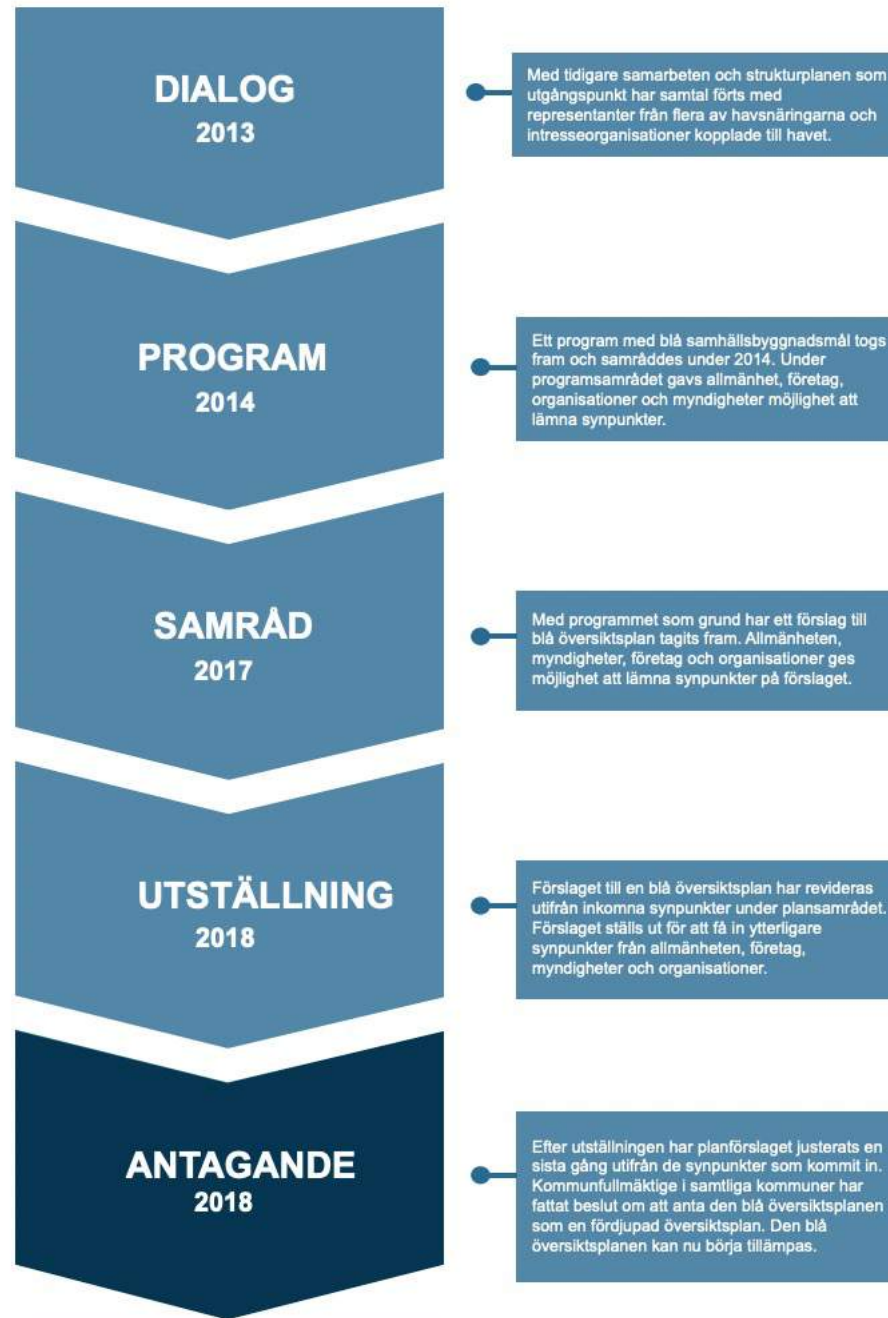 DIALOG
2013
Med tidigare samarbeten och strukturplanen som
utgångspunkt har samtal förts med
representanter från flera av havsnäringarna och
intresseorganisationer kopplade till havet.
PROGRAM
2014
Ett program med blå samhällsbyggnadsmål togs
fram och samråddes under 2014. Under
programsamrådet gavs allmänhet, företag,
organisationer och myndigheter möjlighet att
lämna synpunkter.
SAMRÅD
2017
Med programmet som grund har ett förslag till
blå översiktsplan tagits fram. Allmänheten,
myndigheter, företag och organisationer ges
möjlighet att lämna synpunkter på förslaget.
UTSTÄLLNING
2018
Förslaget till en blå översiktsplan har revideras
utifrån inkomna synpunkter under plansamrådet.
Förslaget ställs ut för att få in ytterligare
synpunkter från allmänheten, företag,
myndigheter och organisationer.
ANTAGANDE
2018
Efter utställningen har planförslaget justerats en
sista gång utifrån de synpunkter som kommit in.
Kommunfullmäktige i samtliga kommuner har
fattat beslut om att anta den blå översiktsplanen
som en fördjupad översiktsplan. Den blå
översiktsplanen kan nu börja tillämpas.